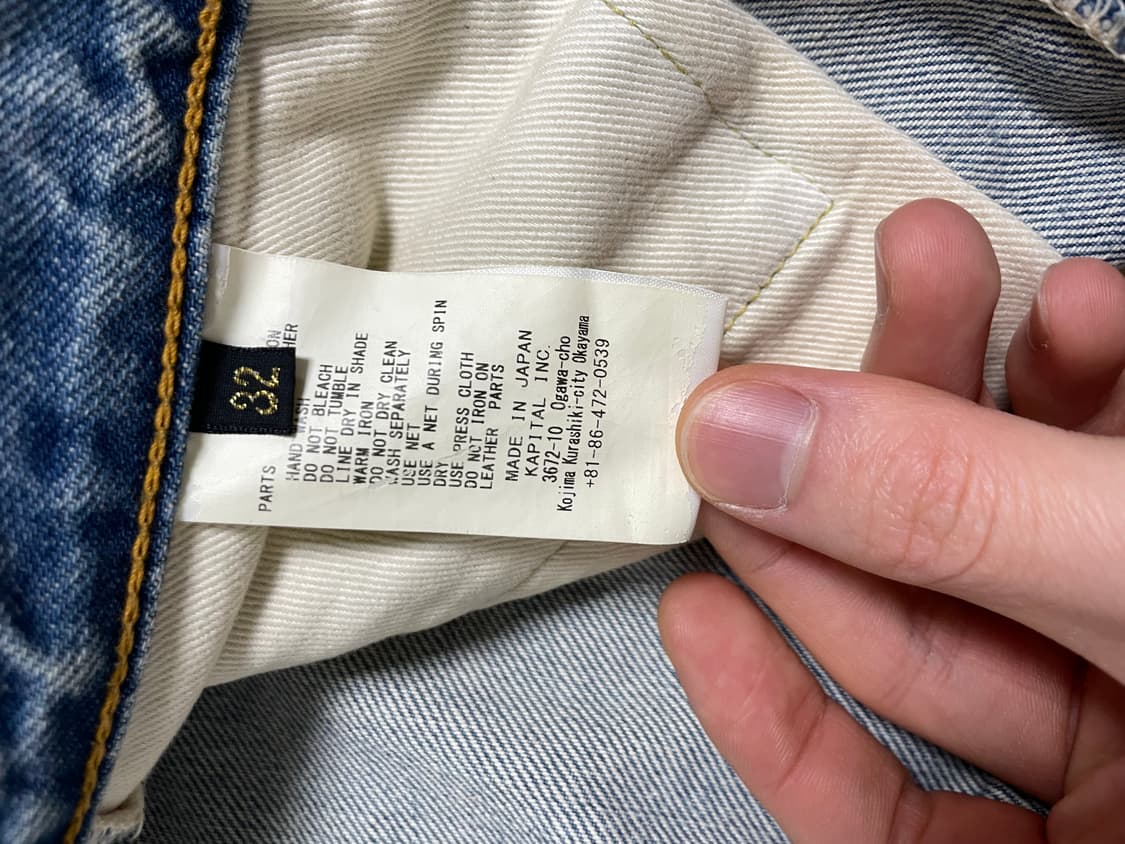 32
PARTS
HAND WASH
DO NOT BLEACH
DO NOT TUMBLE
LINE DRY IN SHADE
WARM IRON
DO NOT DRY CLEAN
WASH SEPARATELY
USE NET
USE A NET DURING SPIN
DRY
USE PRESS CLOTH
DO NOT IRON ON
LEATHER PARTS
MADE IN JAPAN
KAPITAL INC.
3672-10 Ogawa-cho
Kojima Kurashiki-city Okayama
+81-86-472-0539